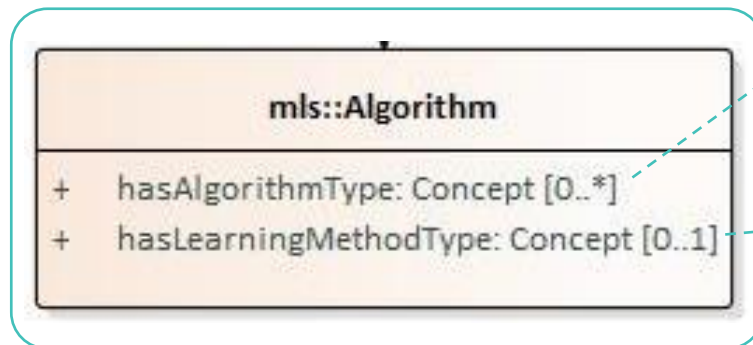 mls::Algorithm
+ hasAlgorithmType: Concept [0..*]
+ hasLearningMethodType: Concept [0..1]